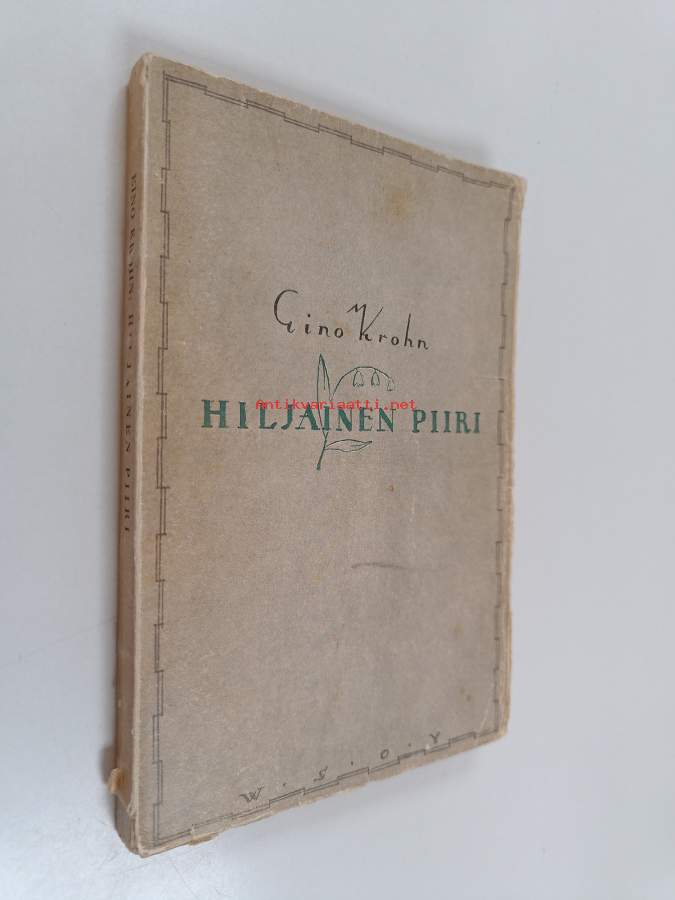 Eino Krohn
HILJAINEN PIIRI
Antikvariaatti.net
W.S.O.Y
EINO KROHN: HILJAINEN PIIRI